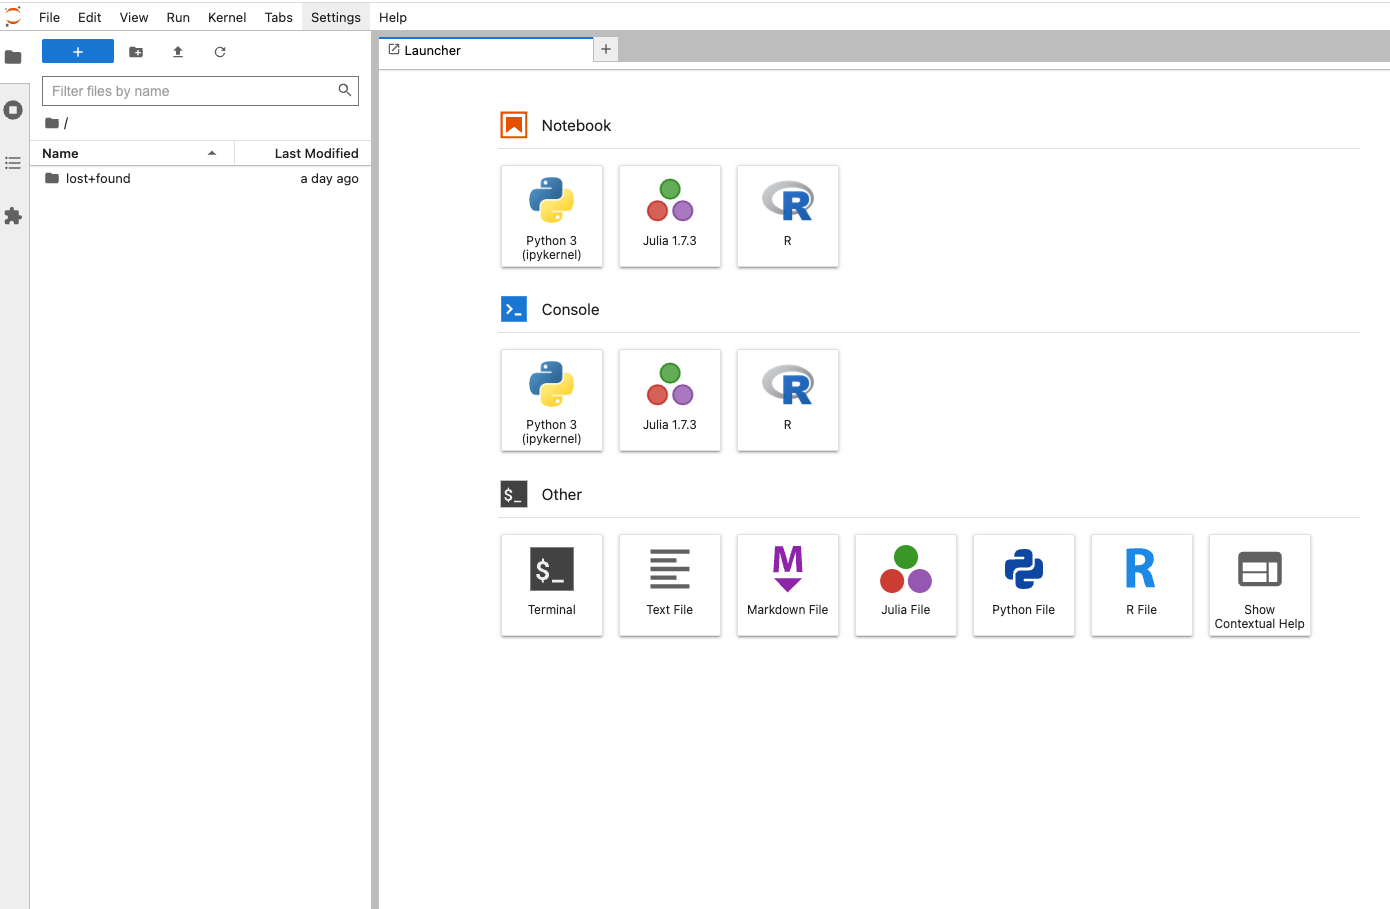 File Edit View Run Kernel Tabs Settings Help
Launcher
Filter files by name
/
Name Last Modified
lost+found a day ago
Notebook
Python 3
(ipykernel)
Julia 1.7.3
R
Console
Python 3
(ipykernel)
Julia 1.7.3
R
$_ Other
$_
Terminal
Text File
Markdown File
Julia File
Python File
R File
Show
Contextual Help